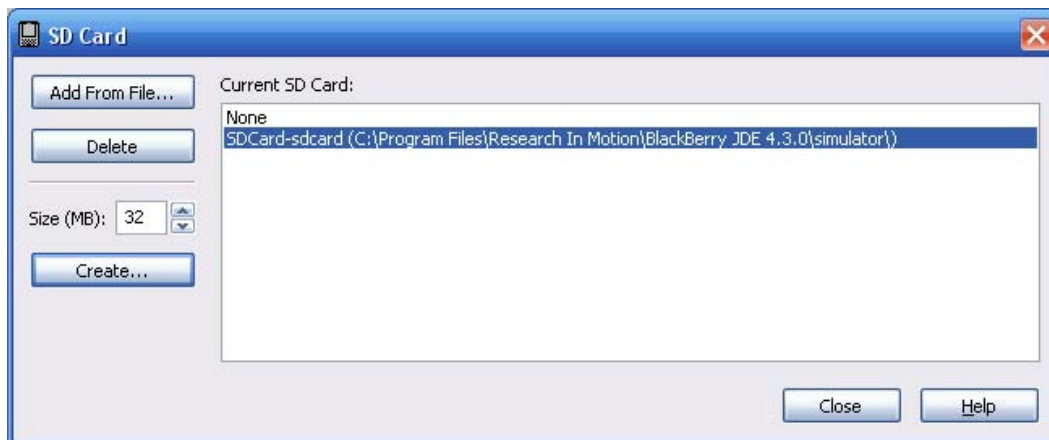 SD Card
Add From File...
Delete
Size (MB): 32
Create...
Current SD Card:
None
SDCard-sdcard (C:\Program Files\Research In Motion\BlackBerry JDE 4.3.0\simulator\)
Close
Help